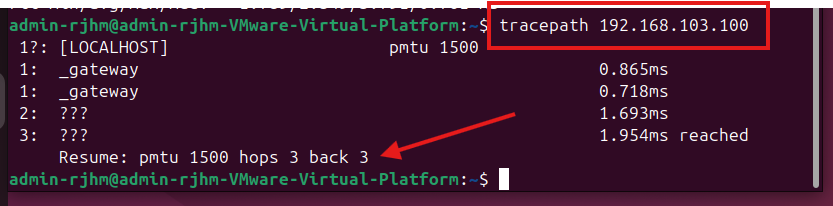 admin-rjhm@admin-rjhm-VMware-Virtual-Platform:~$ tracepath 192.168.103.100
1?: [LOCALHOST]                      pmtu 1500
1:  _gateway                                              0.865ms
1:  _gateway                                              0.718ms
2:  ???                                                   1.693ms
3:  ???                                                   1.954ms reached
Resume: pmtu 1500 hops 3 back 3
admin-rjhm@admin-rjhm-VMware-Virtual-Platform:~$